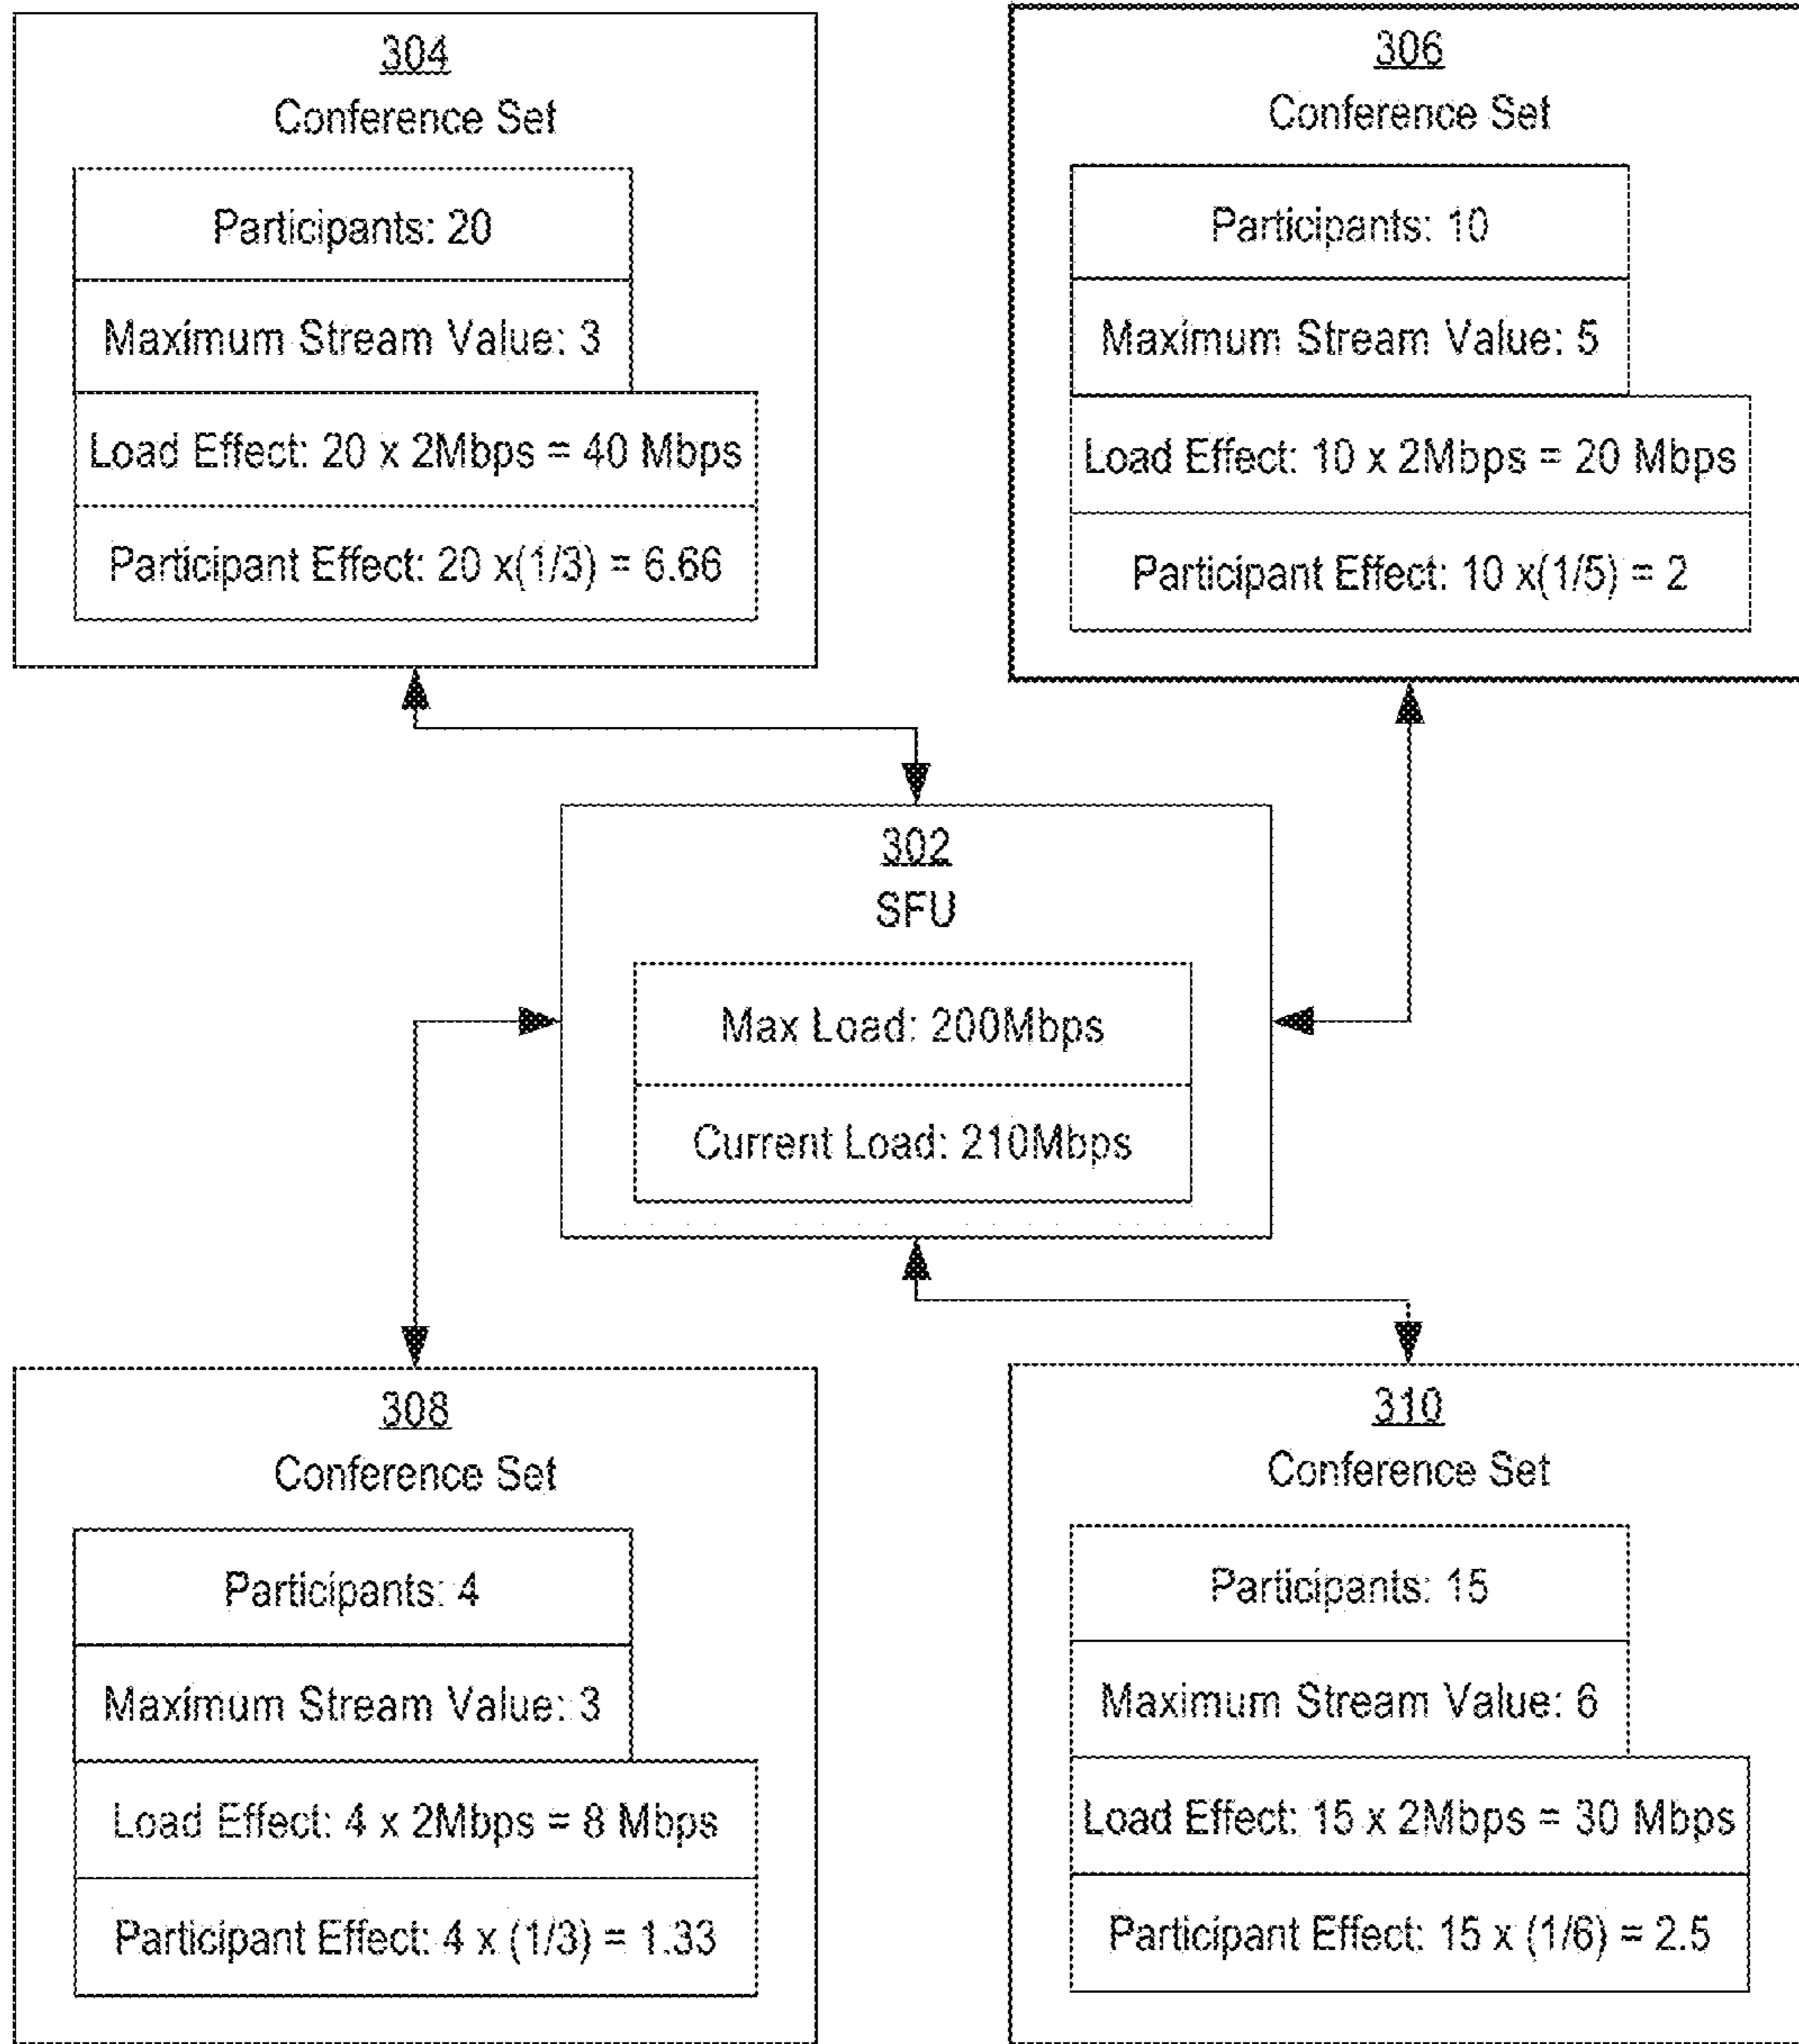 304
Conference Set
Participants: 20
Maximum Stream Value: 3
Load Effect: 20 x 2Mbps = 40 Mbps
Participant Effect: 20 x(1/3) = 6.66
306
Conference Set
Participants: 10
Maximum Stream Value: 5
Load Effect: 10 x 2Mbps = 20 Mbps
Participant Effect: 10 x(1/5) = 2
302
SFU
Max Load: 200Mbps
Current Load: 210Mbps
308
Conference Set
Participants: 4
Maximum Stream Value: 3
Load Effect: 4 x 2Mbps = 8 Mbps
Participant Effect: 4 x (1/3) = 1.33
310
Conference Set
Participants: 15
Maximum Stream Value: 6
Load Effect: 15 x 2Mbps = 30 Mbps
Participant Effect: 15 x (1/6) = 2.5